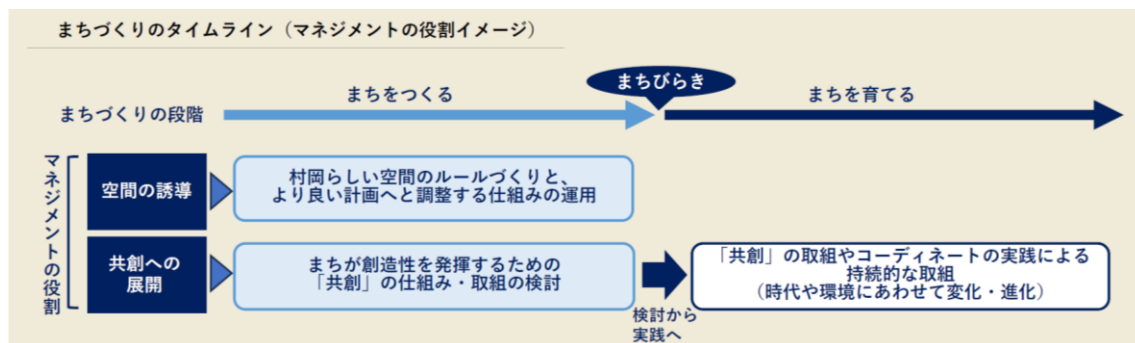 まちづくりのタイムライン（マネジメントの役割イメージ）
まちびらき
まちをつくる
まちを育てる
まちづくりの段階
マネジメントの役割
空間の誘導
村岡らしい空間のルールづくりと、
より良い計画へと調整する仕組みの運用
共創への
展開
まちが創造性を発揮するための
「共創」の仕組み・取組の検討
検討から
実践へ
「共創」の取組やコーディネートの実践による
持続的な取組
（時代や環境にあわせて変化・進化）